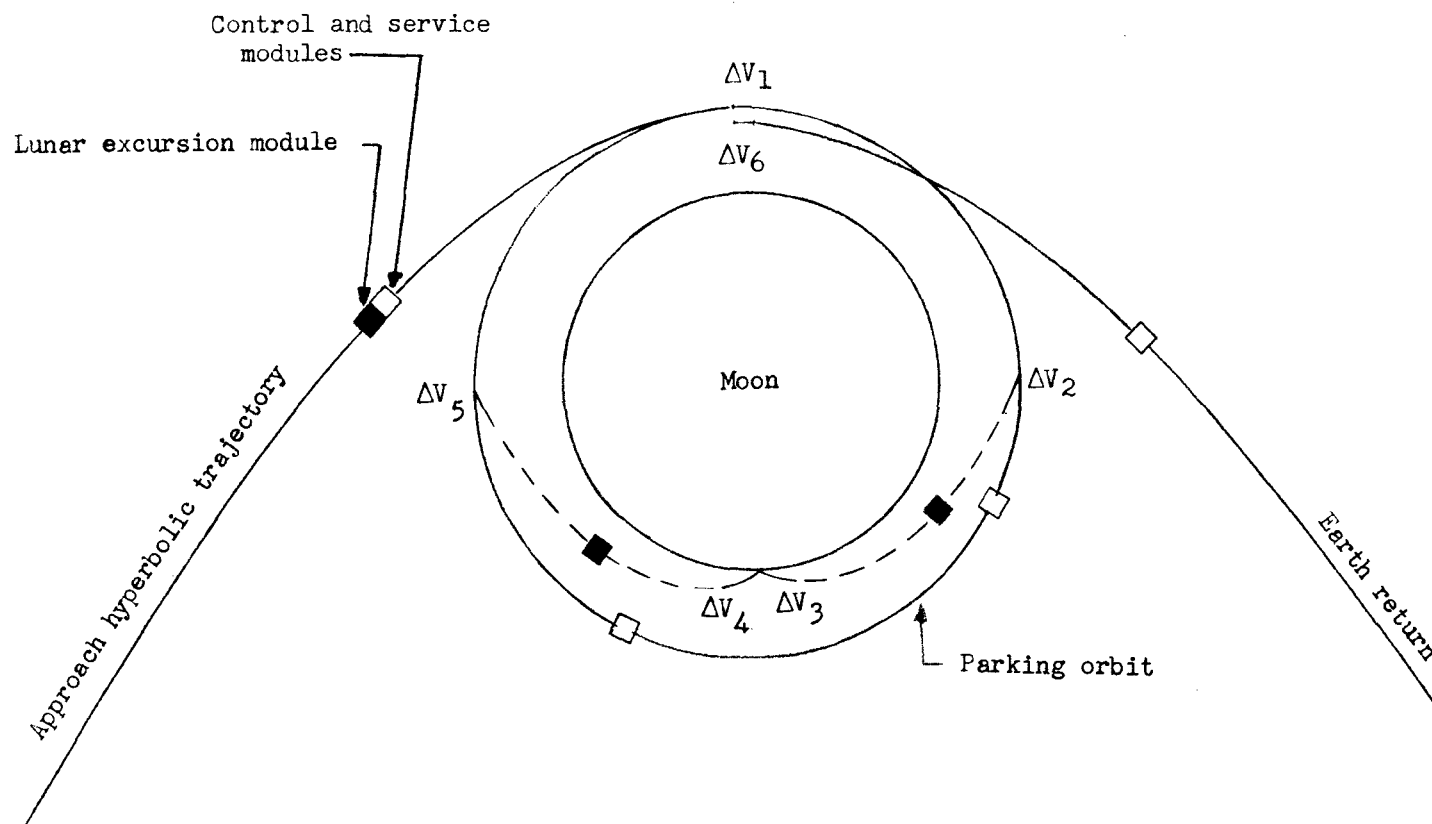 Control and service
modules
Lunar excursion module
ΔV1
ΔV6
Moon
ΔV5
ΔV2
ΔV4
ΔV3
Parking orbit
Approach hyperbolic trajectory
Earth return